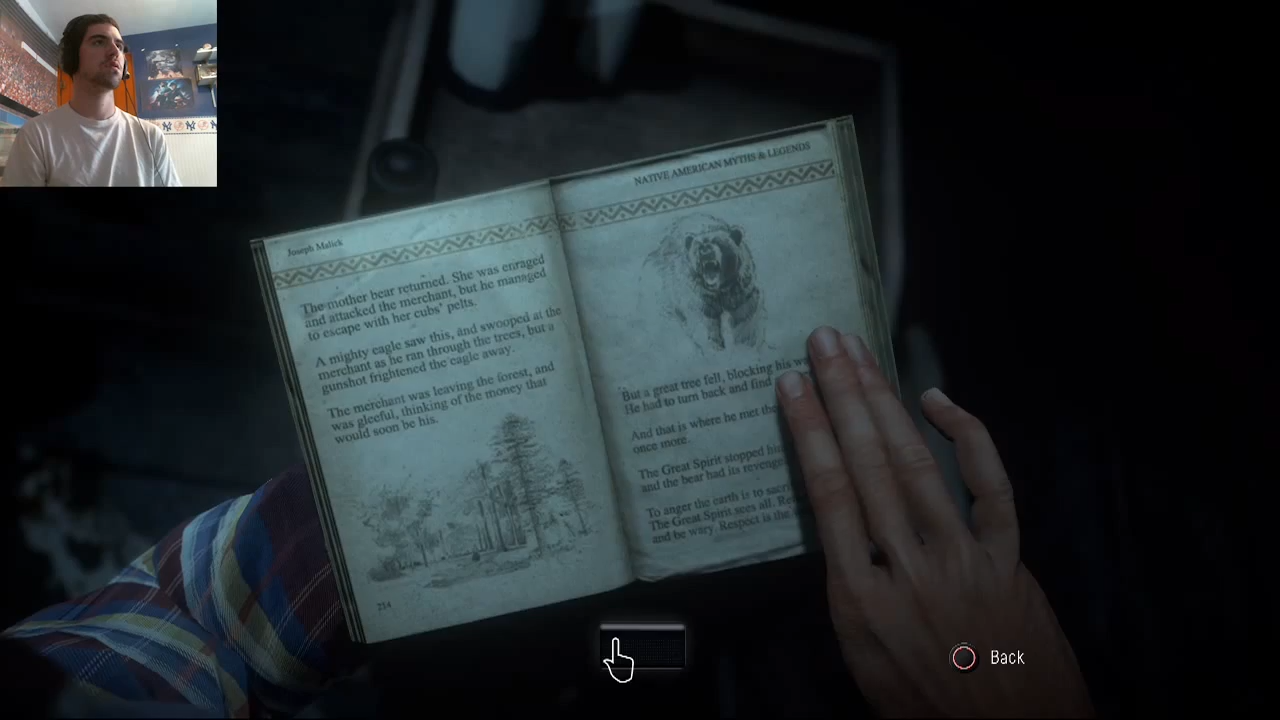 Joseph Malick
The mother bear returned. She was enraged
and attacked the merchant, but he managed
to escape with her cubs' pelts.
A mighty eagle saw this, and swooped at the
merchant as he ran through the trees, but a
gunshot frightened the eagle away.
The merchant was leaving the forest, and
was gleeful, thinking of the money that
would soon be his.
214
NATIVE AMERICAN MYTHS & LEGENDS
But a great tree fell, blocking his
He had to turn back and find
And that is where he met the
once more.
The Great Spirit stopped
and the bear had its revenge
To anger the earth is to
The Great Spirit sees all.
and be wary. Respect is the
Back